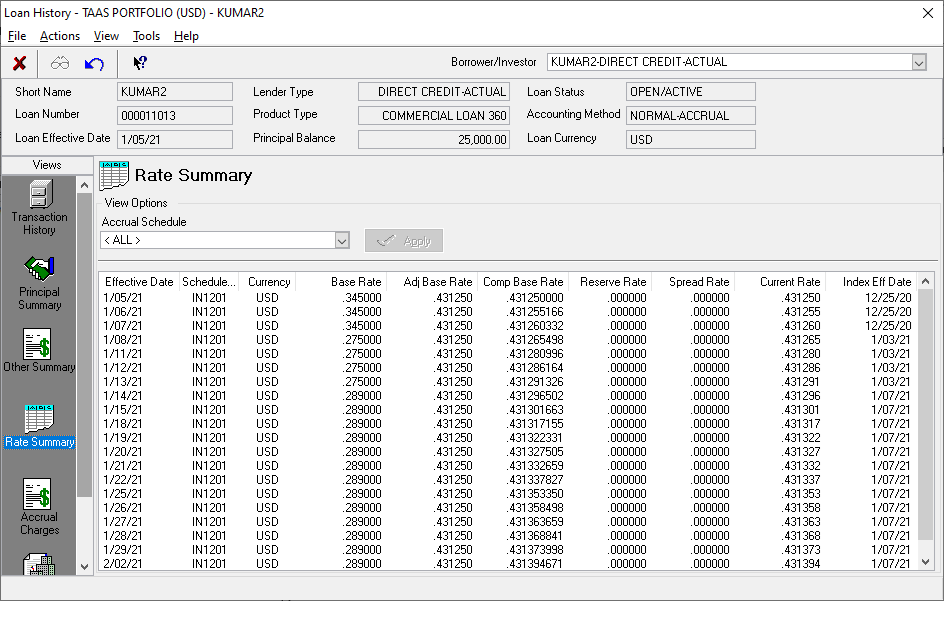 Loan History - TAAS PORTFOLIO (USD) - KUMAR2
File Actions View Tools Help
Borrower/Investor KUMAR2-DIRECT CREDIT-ACTUAL
Short Name KUMAR2 Lender Type DIRECT CREDIT-ACTUAL Loan Status OPEN/ACTIVE
Loan Number 000011013 Product Type COMMERCIAL LOAN 360 Accounting Method NORMAL-ACCRUAL
Loan Effective Date 1/05/21 Principal Balance 25,000.00 Loan Currency USD
Views
Transaction
History
Principal
Summary
Other Summary
Rate Summary
Accrual
Charges
Rate Summary
View Options
Accrual Schedule
< ALL > Apply
Effective Date Schedule... Currency Base Rate Adj Base Rate Comp Base Rate Reserve Rate Spread Rate Current Rate Index Eff Date
1/05/21 IN1201 USD .345000 .431250 .431250000 .000000 .000000 .431250 12/25/20
1/06/21 IN1201 USD .345000 .431250 .431255166 .000000 .000000 .431255 12/25/20
1/07/21 IN1201 USD .345000 .431250 .431260332 .000000 .000000 .431260 12/25/20
1/08/21 IN1201 USD .275000 .431250 .431265498 .000000 .000000 .431265 1/03/21
1/11/21 IN1201 USD .275000 .431250 .431280996 .000000 .000000 .431280 1/03/21
1/12/21 IN1201 USD .275000 .431250 .431286164 .000000 .000000 .431286 1/03/21
1/13/21 IN1201 USD .275000 .431250 .431291326 .000000 .000000 .431291 1/03/21
1/14/21 IN1201 USD .289000 .431250 .431296502 .000000 .000000 .431296 1/07/21
1/15/21 IN1201 USD .289000 .431250 .431301663 .000000 .000000 .431301 1/07/21
1/18/21 IN1201 USD .289000 .431250 .431317155 .000000 .000000 .431317 1/07/21
1/19/21 IN1201 USD .289000 .431250 .431322331 .000000 .000000 .431322 1/07/21
1/20/21 IN1201 USD .289000 .431250 .431327505 .000000 .000000 .431327 1/07/21
1/21/21 IN1201 USD .289000 .431250 .431332659 .000000 .000000 .431332 1/07/21
1/22/21 IN1201 USD .289000 .431250 .431337827 .000000 .000000 .431337 1/07/21
1/25/21 IN1201 USD .289000 .431250 .431353350 .000000 .000000 .431353 1/07/21
1/26/21 IN1201 USD .289000 .431250 .431358498 .000000 .000000 .431358 1/07/21
1/27/21 IN1201 USD .289000 .431250 .431363659 .000000 .000000 .431363 1/07/21
1/28/21 IN1201 USD .289000 .431250 .431368841 .000000 .000000 .431368 1/07/21
1/29/21 IN1201 USD .289000 .431250 .431373998 .000000 .000000 .431373 1/07/21
2/02/21 IN1201 USD .289000 .431250 .431394671 .000000 .000000 .431394 1/07/21